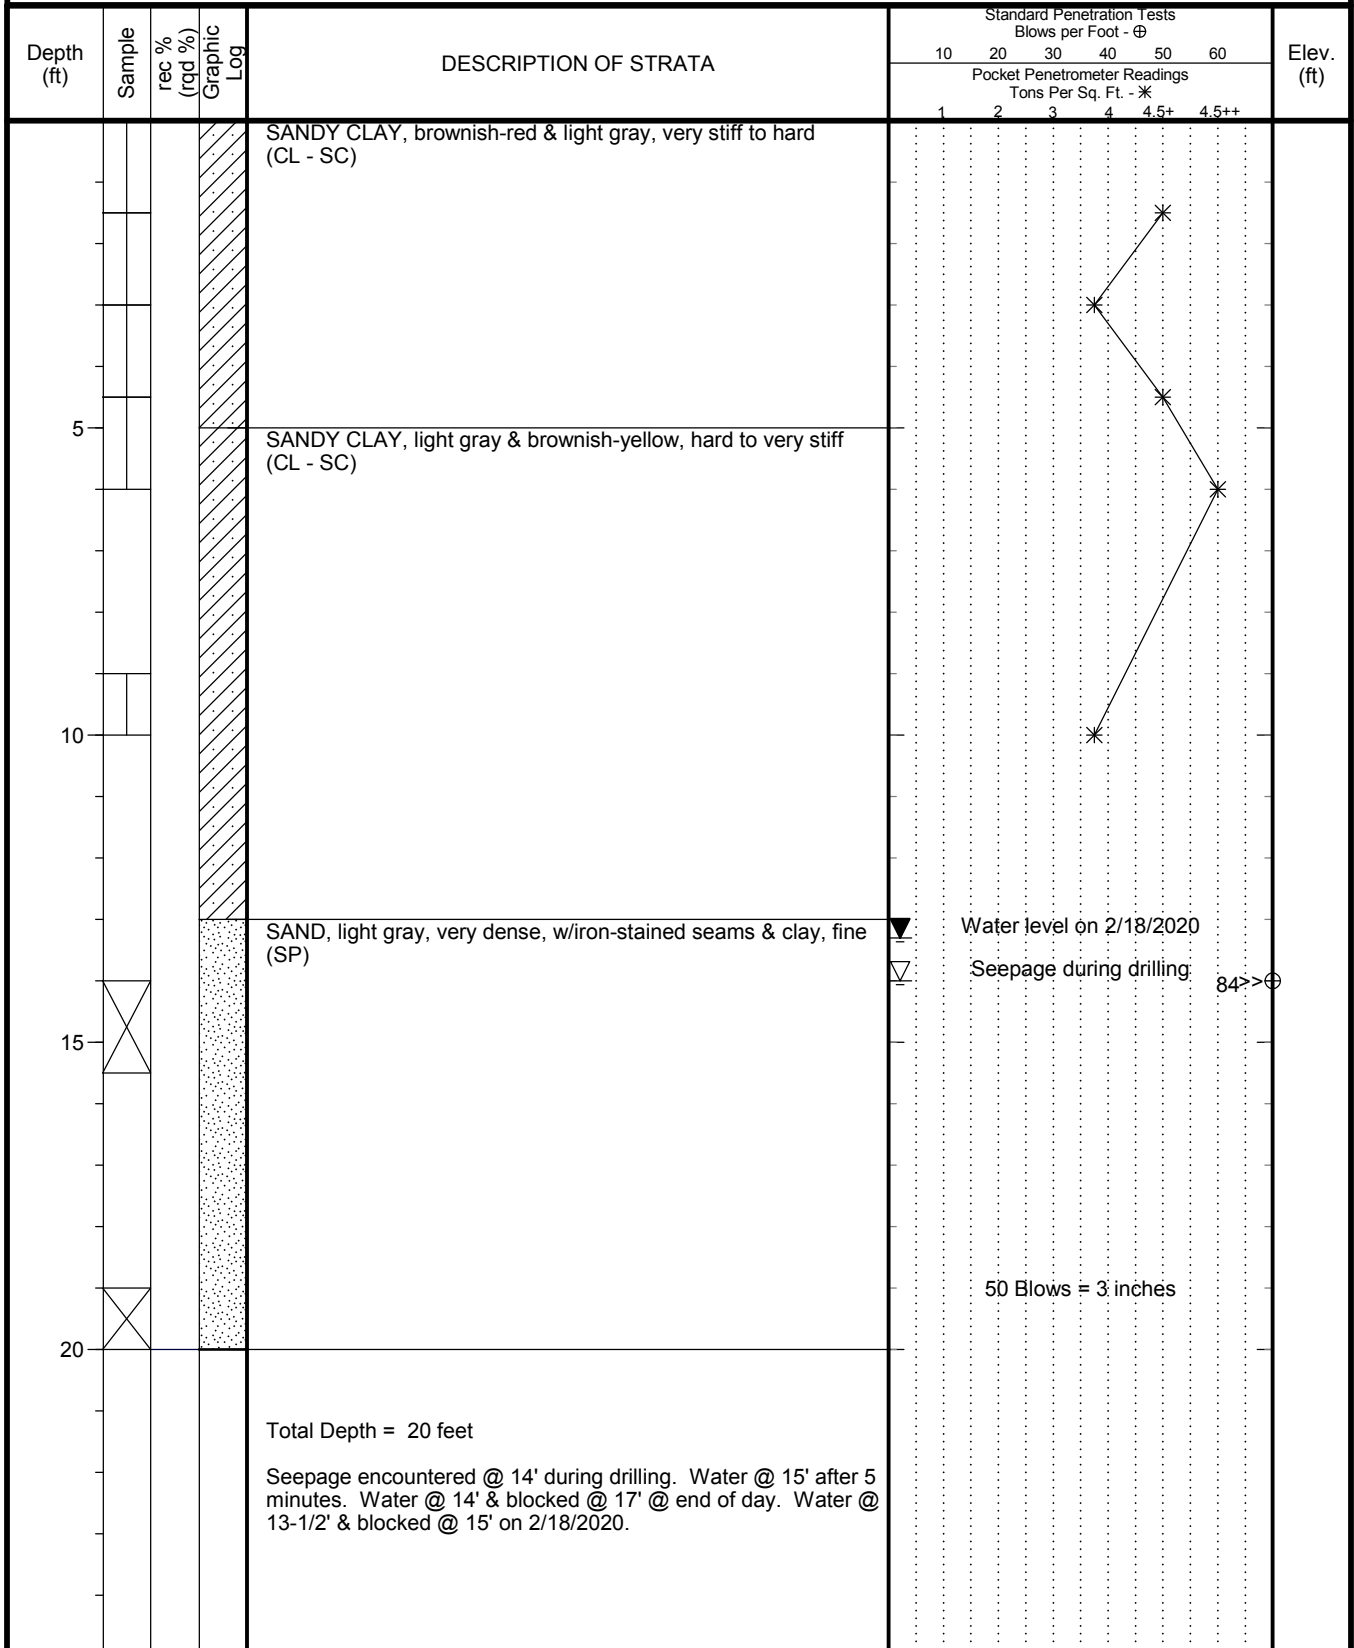 Depth
(ft)
Sample
rec %
(rqd %)
Graphic
Log
DESCRIPTION OF STRATA
Standard Penetration Tests
Blows per Foot - ⊕
10 20 30 40 50 60
Pocket Penetrometer Readings
Tons Per Sq. Ft. - ✳
1 2 3 4 4.5+ 4.5++
Elev.
(ft)
SANDY CLAY, brownish-red & light gray, very stiff to hard
(CL - SC)
5
SANDY CLAY, light gray & brownish-yellow, hard to very stiff
(CL - SC)
10
SAND, light gray, very dense, w/iron-stained seams & clay, fine
(SP)
Water level on 2/18/2020
Seepage during drilling
84>>
15
50 Blows = 3 inches
20
Total Depth = 20 feet
Seepage encountered @ 14' during drilling. Water @ 15' after 5
minutes. Water @ 14' & blocked @ 17' @ end of day. Water @
13-1/2' & blocked @ 15' on 2/18/2020.